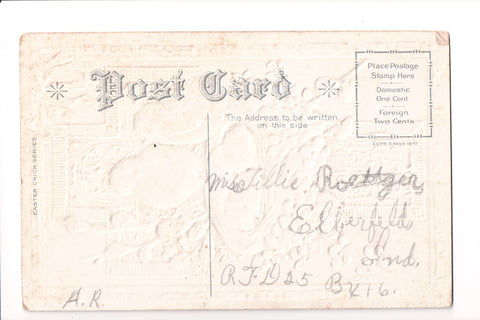 Post Card
Place Postage
Stamp Here
Domestic
One Cent
Foreign
Two Cents
The Address to be written
on this side
EASTER CHICK SERIES
Miss Tillie Roettger
Elberfeld
Ind.
R.F.D 25 Bx 16.
A.R.